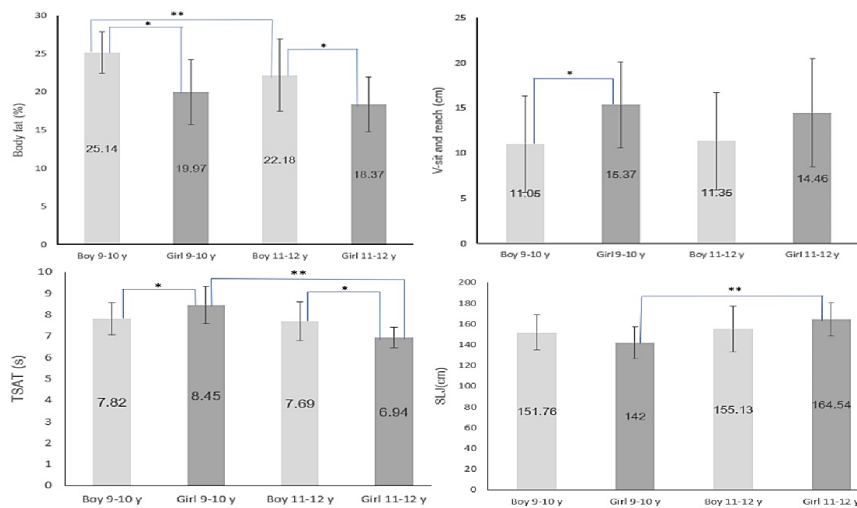 30
25
20
15
10
5
0
Body fat (%)
**
*
*
25.14
19.97
22.18
18.37
Boy 9-10 y
Girl 9-10 y
Boy 11-12 y
Girl 11-12 y
25
20
15
10
5
0
V-sit and reach (cm)
*
11.05
15.37
11.35
14.46
Boy 9-10 y
Girl 9-10 y
Boy 11-12 y
Girl 11-12 y
10
9
8
7
6
5
4
3
2
1
0
TSAT (s)
*
**
*
7.82
8.45
7.69
6.94
Boy 9-10 y
Girl 9-10 y
Boy 11-12 y
Girl 11-12 y
200
180
160
140
120
100
80
60
40
20
0
SLJ(cm)
**
151.76
142
155.13
164.54
Boy 9-10 y
Girl 9-10 y
Boy 11-12 y
Girl 11-12 y